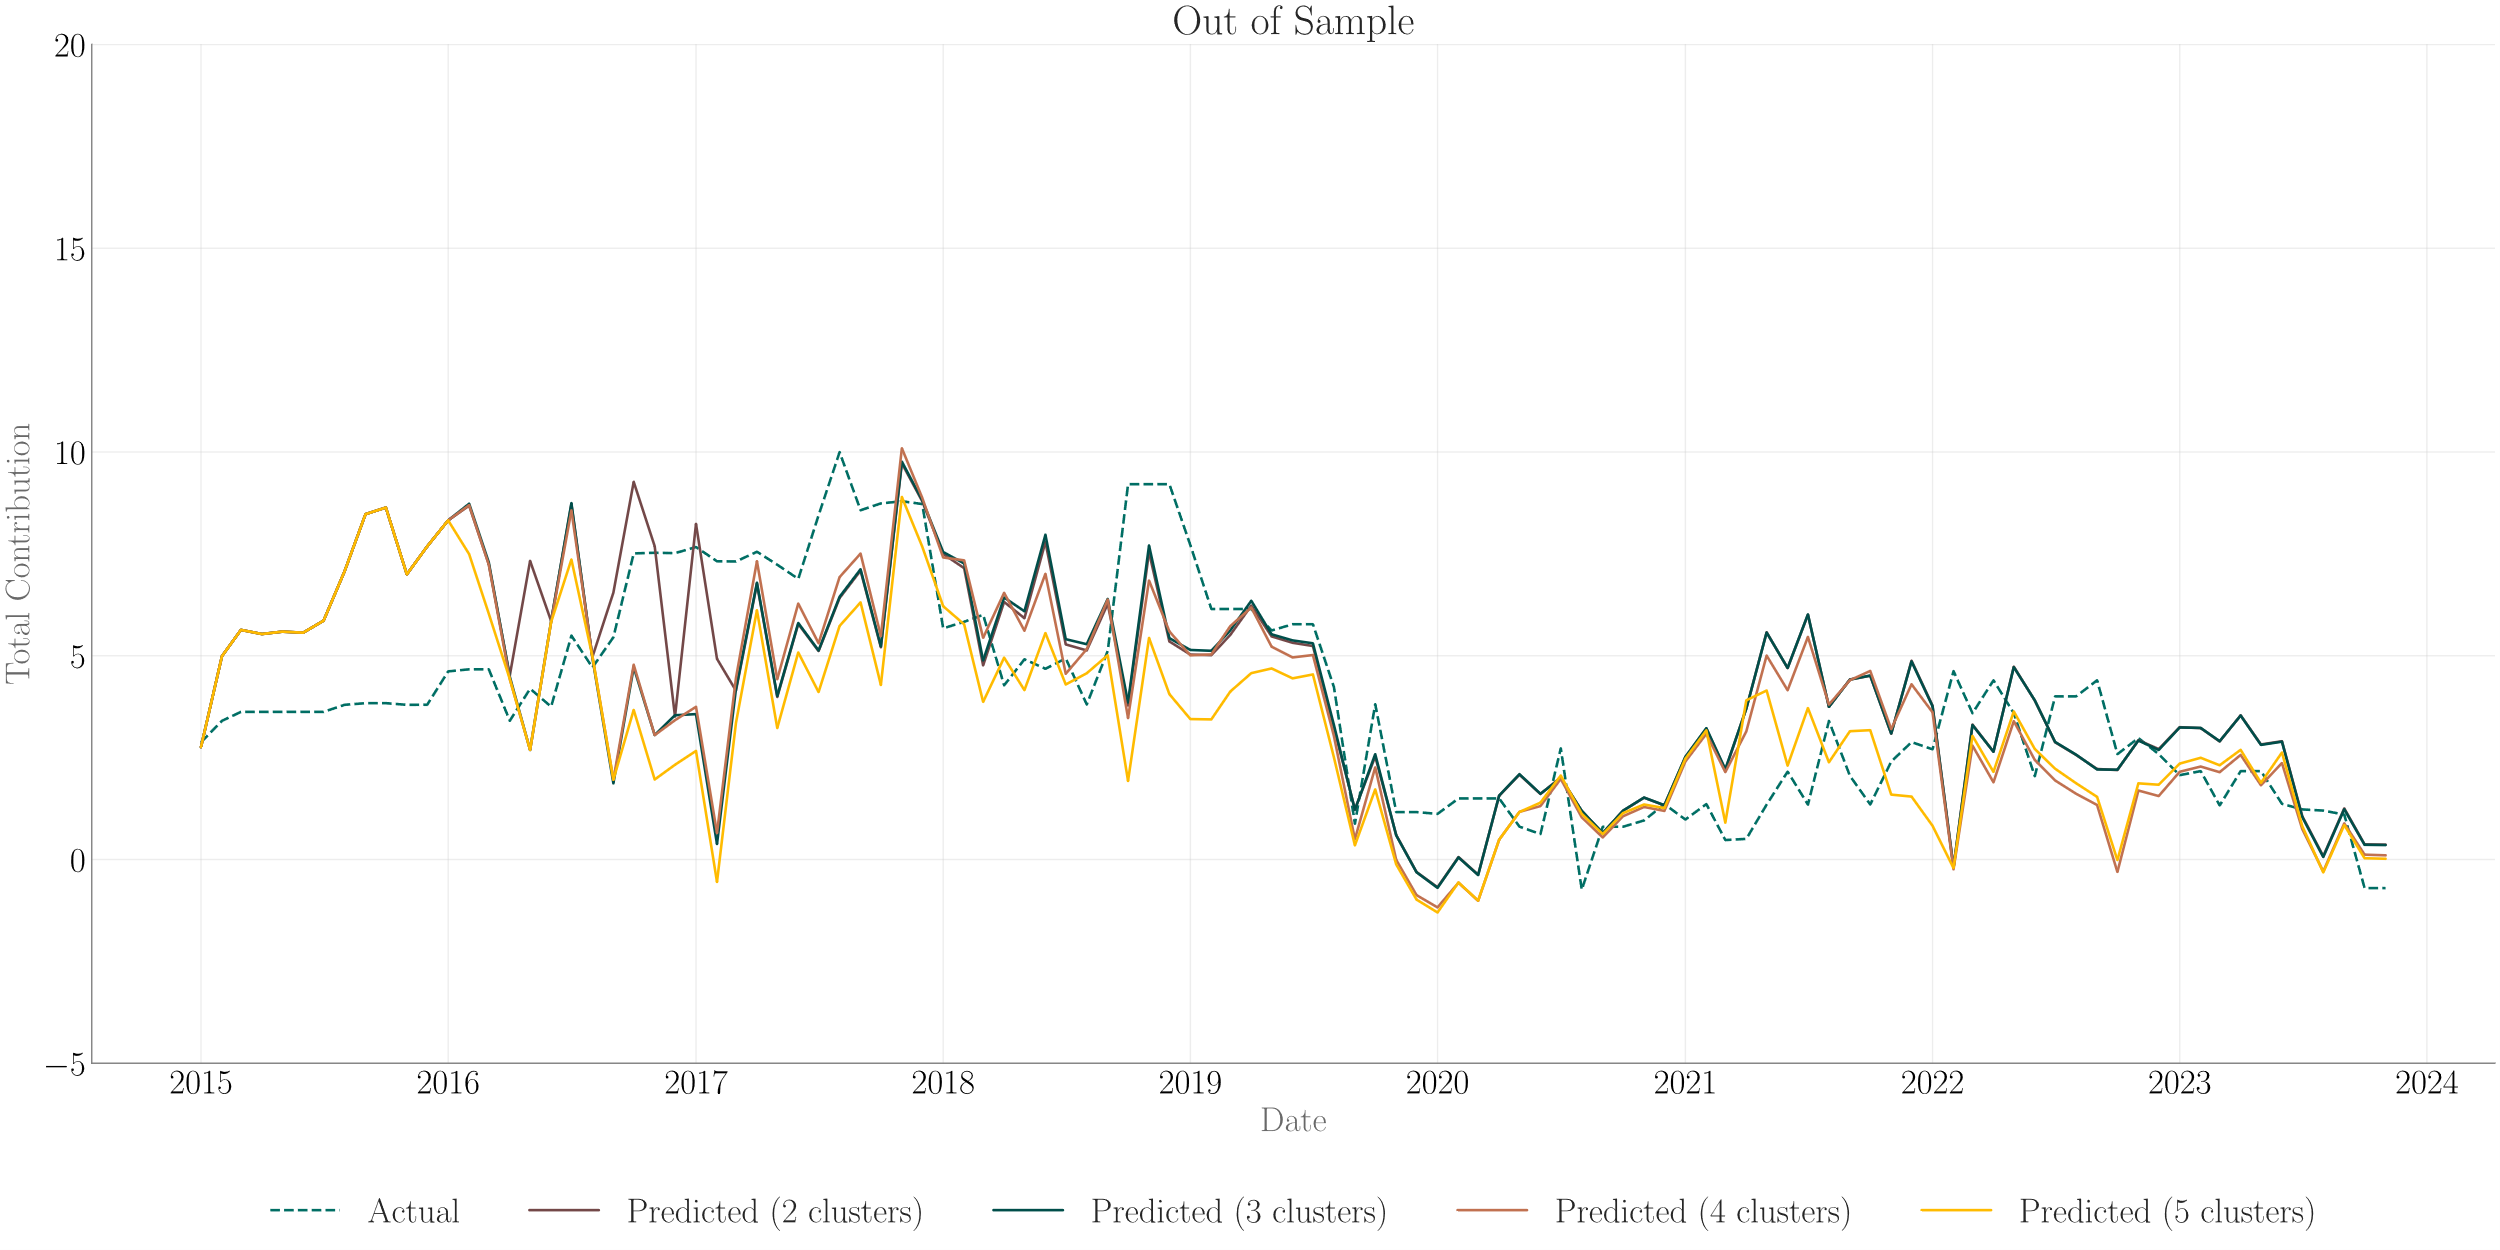 Out of Sample
20
15
10
5
0
−5
Total Contribution
2015 2016 2017 2018 2019 2020 2021 2022 2023 2024
Date
Actual Predicted (2 clusters) Predicted (3 clusters) Predicted (4 clusters) Predicted (5 clusters)